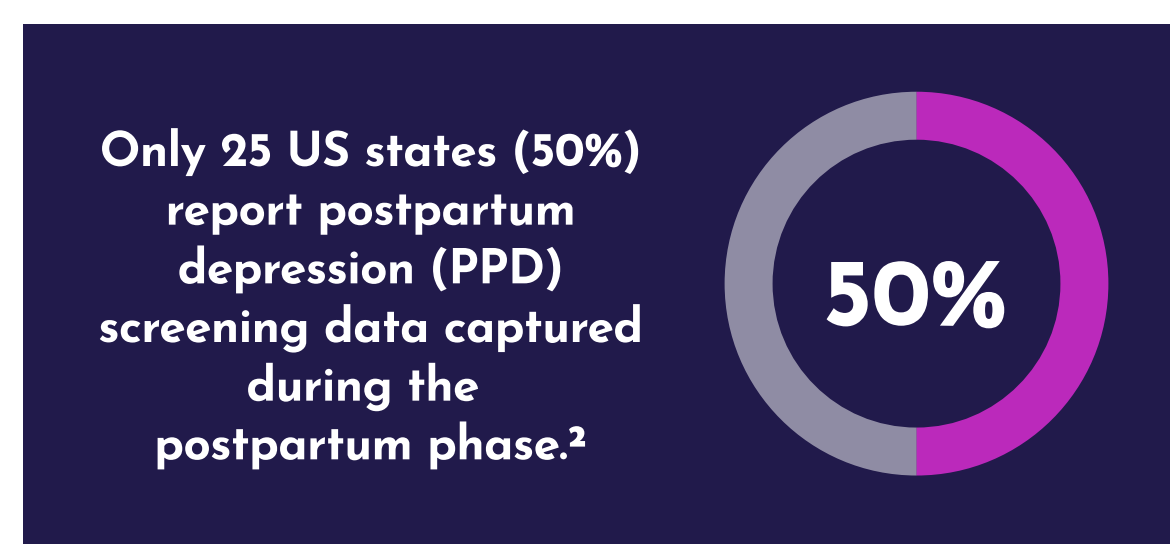 Only 25 US states (50%)
report postpartum
depression (PPD)
screening data captured
during the
postpartum phase.²
50%